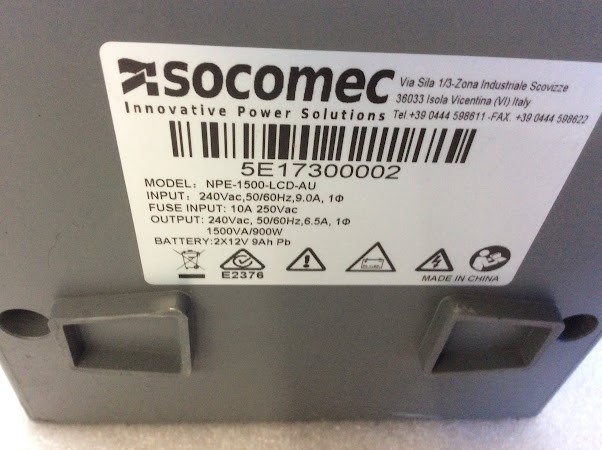 socomec
Innovative Power Solutions
Via Sila 1/3-Zona Industriale Scovizze
36033 Isola Vicentina (VI) Italy
Tel.+39 0444 598611 -FAX. +39 0444 598622
5E17300002
MODEL: NPE-1500-LCD-AU
INPUT: 240Vac,50/60Hz,9.0A, 1Φ
FUSE INPUT: 10A 250Vac
OUTPUT: 240Vac, 50/60Hz,6.5A, 1Φ
1500VA/900W
BATTERY:2X12V 9Ah Pb
E2376
MADE IN CHINA